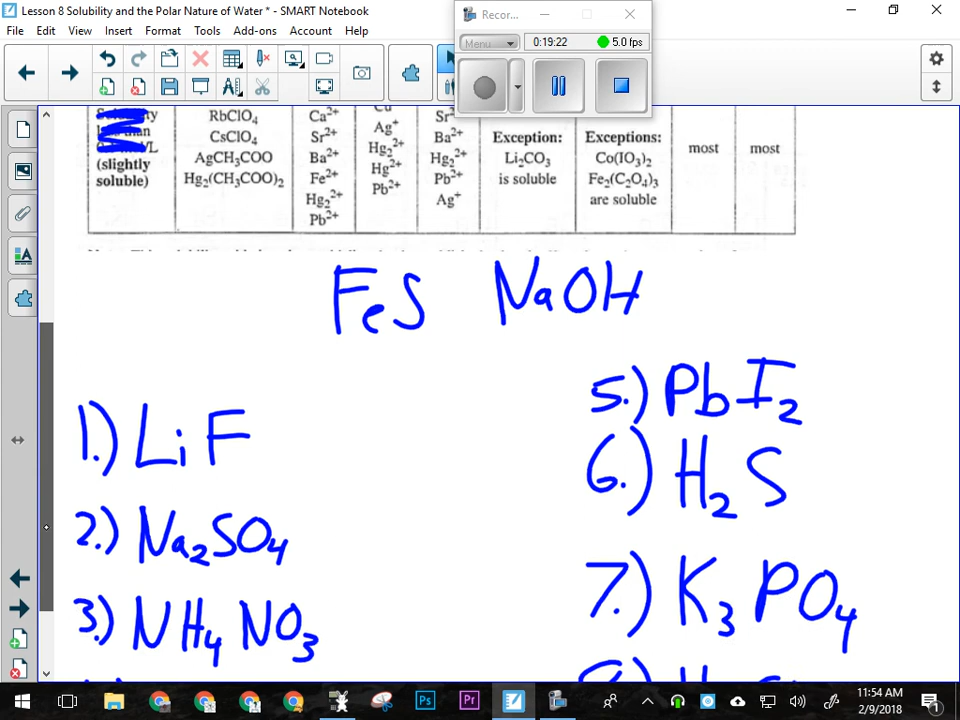 Lesson 8 Solubility and the Polar Nature of Water * - SMART Notebook
File Edit View Insert Format Tools Add-ons Account Help
Recor...
Menu 0:19:22 5.0 fps
(slightly
soluble)
RbClO₄
CsClO₄
AgCH₃COO
Hg₂(CH₃COO)₂
Ca²⁺
Sr²⁺
Ba²⁺
Fe²⁺
Hg₂²⁺
Pb²⁺
Ag⁺
Hg₂²⁺
Hg²⁺
Pb²⁺
Ba²⁺
Hg₂²⁺
Pb²⁺
Ag⁺
Exception:
Li₂CO₃
is soluble
Exceptions:
Co(IO₃)₂
Fe₂(C₂O₄)₃
are soluble
most
most
FeS NaOH
1.) LiF
2.) Na₂SO₄
3.) NH₄NO₃
5.) PbI₂
6.) H₂S
7.) K₃PO₄
11:54 AM
2/9/2018